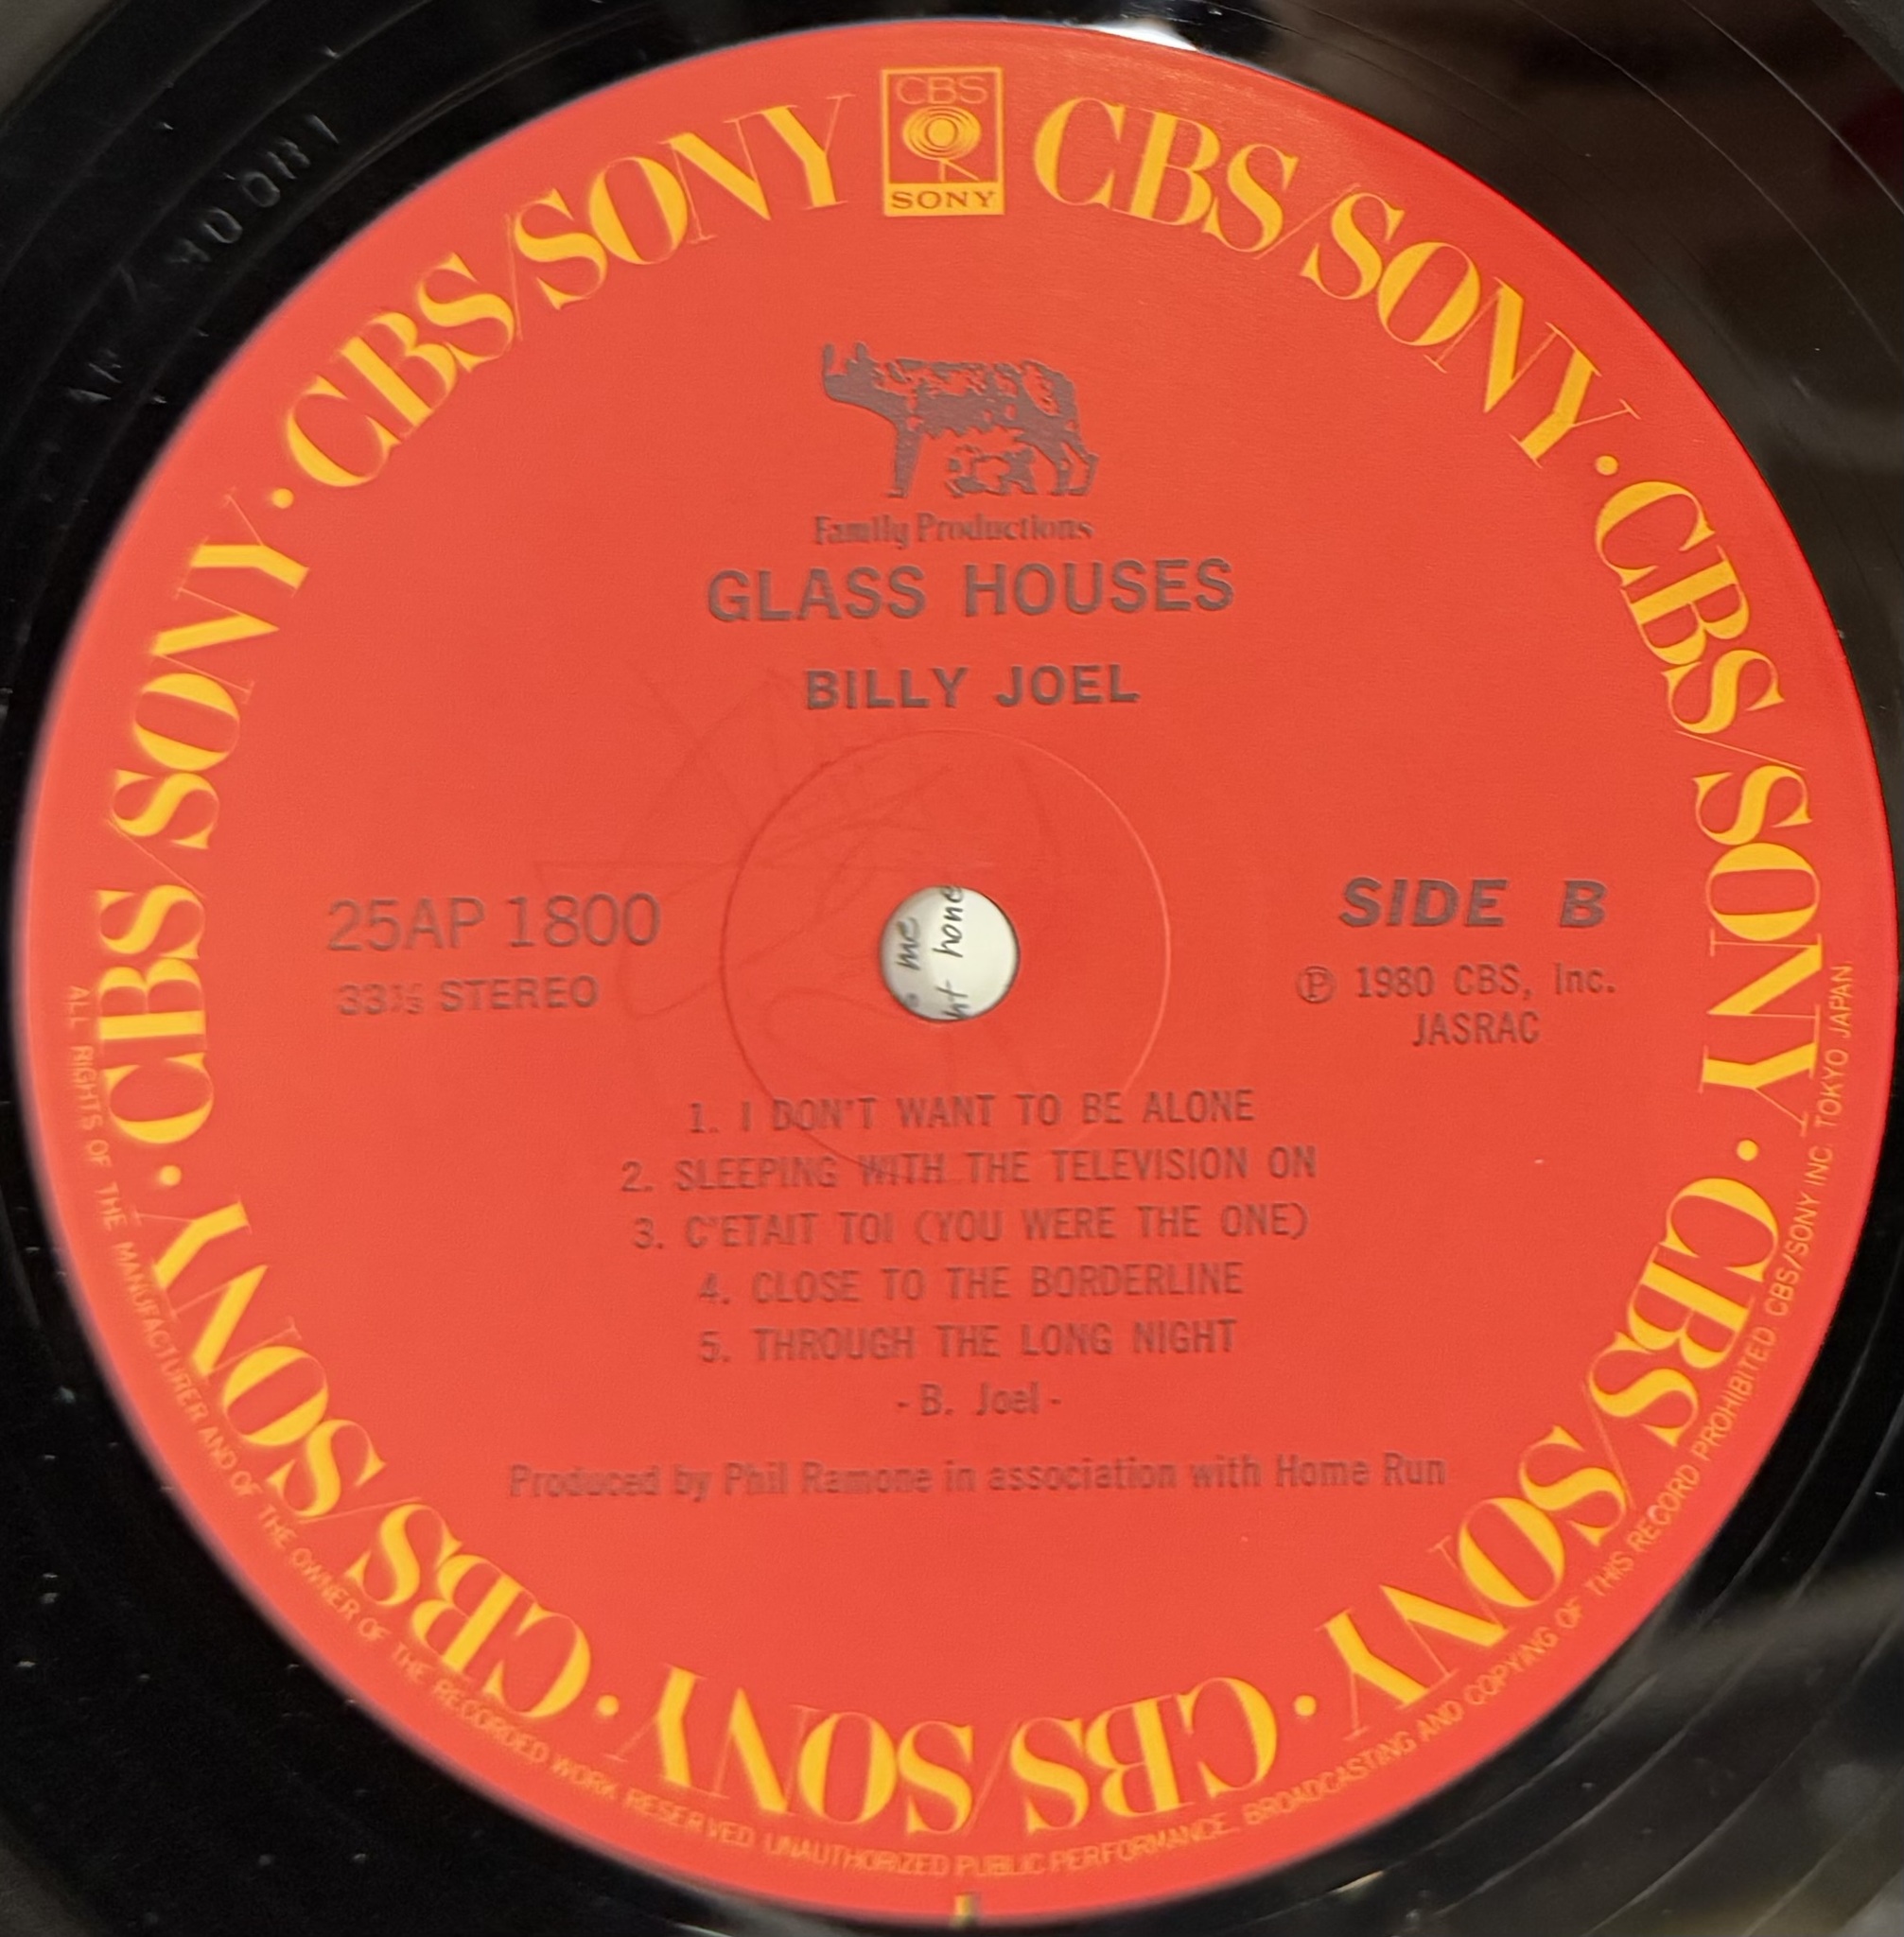 CBS
SONY
CBS/SONY · CBS/SONY · CBS/SONY · CBS/SONY · CBS/SONY · CBS/SONY · CBS/SONY
Family Productions
GLASS HOUSES
BILLY JOEL
25AP 1800
33⅓ STEREO
SIDE B
Ⓟ 1980 CBS, Inc.
JASRAC
me
hone
1. I DON'T WANT TO BE ALONE
2. SLEEPING WITH THE TELEVISION ON
3. C'ETAIT TOI (YOU WERE THE ONE)
4. CLOSE TO THE BORDERLINE
5. THROUGH THE LONG NIGHT
- B. Joel -
Produced by Phil Ramone in association with Home Run
ALL RIGHTS OF THE MANUFACTURER AND OF THE OWNER OF THE RECORDED WORK RESERVED. UNAUTHORIZED PUBLIC PERFORMANCE, BROADCASTING AND COPYING OF THIS RECORD PROHIBITED. CBS/SONY INC. TOKYO JAPAN.